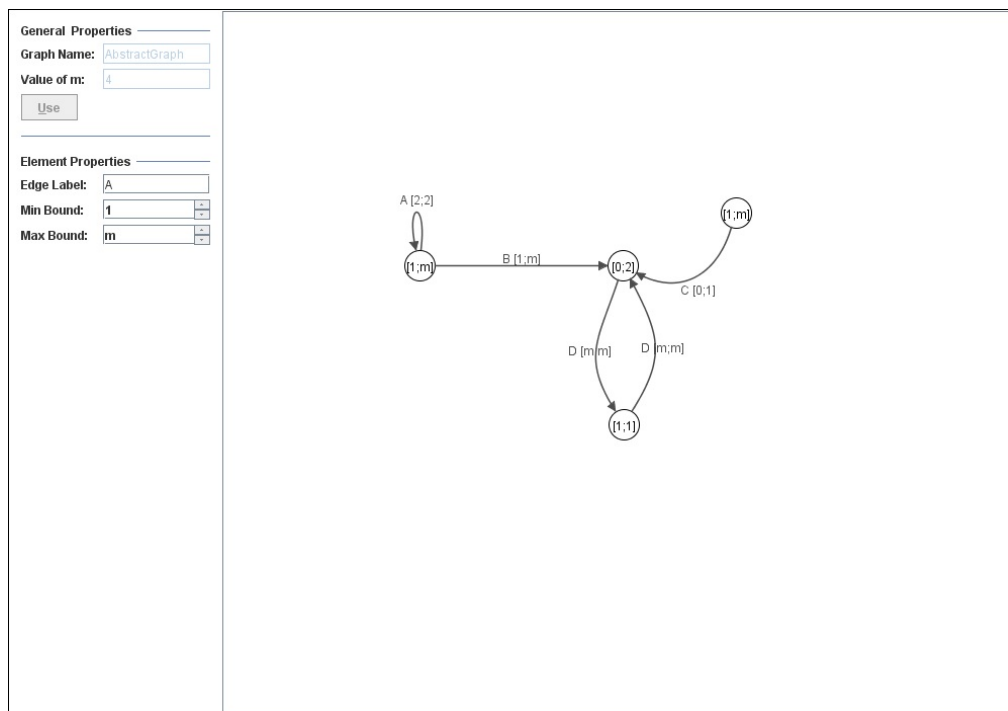 General Properties
Graph Name: AbstractGraph
Value of m: 4
Use
Element Properties
Edge Label: A
Min Bound: 1
Max Bound: m
A [2;2]
[1;m]
[1;m]
B [1;m]
[0;2]
C [0;1]
D [m;m]
D [m;m]
[1;1]